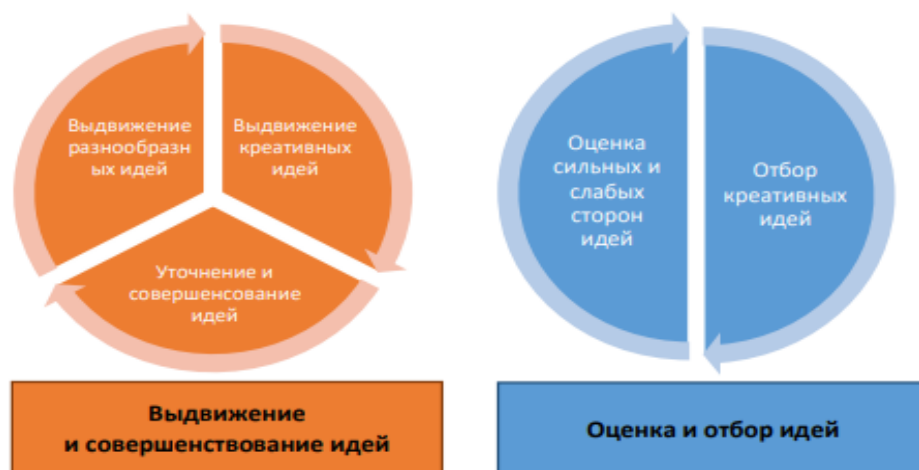 Выдвижение
разнообразн
ых идей
Выдвижение
креативных
идей
Уточнение и
совершенсование
идей
Выдвижение
и совершенствование идей
Оценка
сильных и
слабых
сторон
идей
Отбор
креативных
идей
Оценка и отбор идей